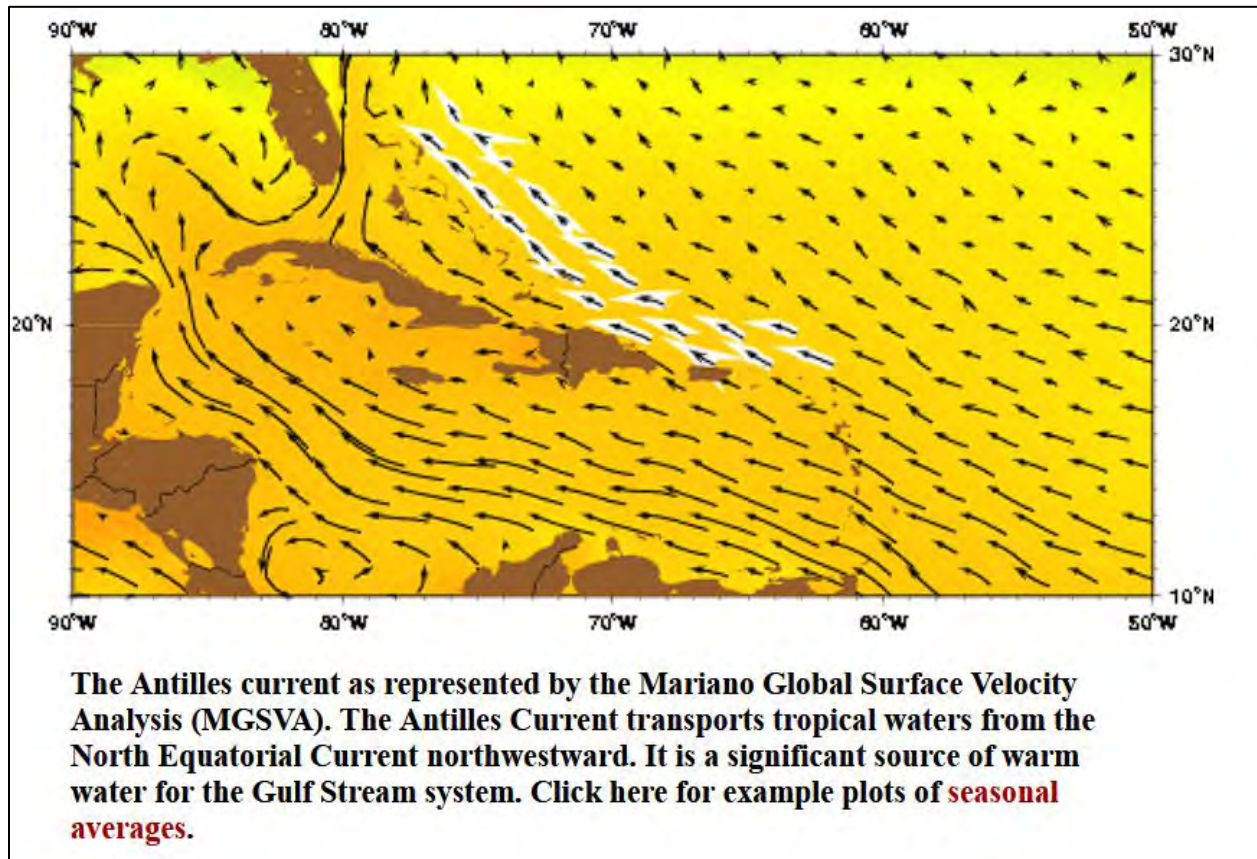 90°W 80°W 70°W 60°W 50°W
30°N
20°N 20°N
10°N
90°W 80°W 70°W 60°W 50°W
The Antilles current as represented by the Mariano Global Surface Velocity
Analysis (MGSVA). The Antilles Current transports tropical waters from the
North Equatorial Current northwestward. It is a significant source of warm
water for the Gulf Stream system. Click here for example plots of seasonal
averages.